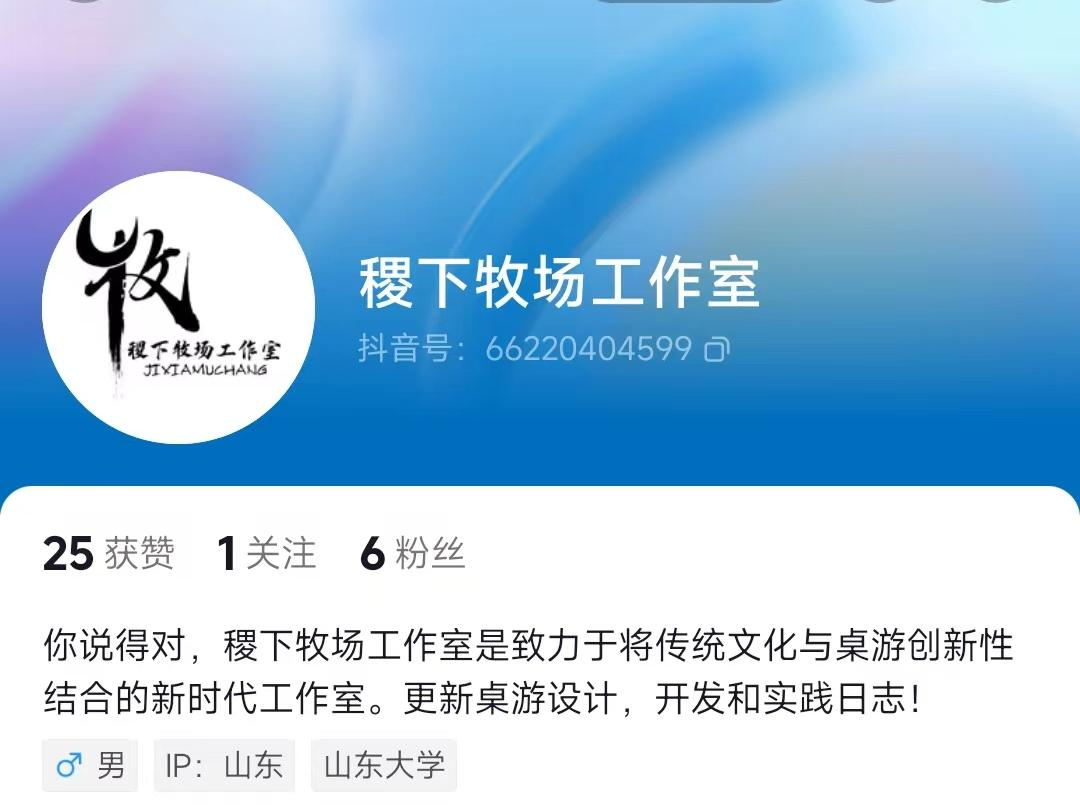 牧
稷下牧场工作室
JIXIAMUCHANG
稷下牧场工作室
抖音号：66220404599
25 获赞 1 关注 6 粉丝
你说得对，稷下牧场工作室是致力于将传统文化与桌游创新性
结合的新时代工作室。更新桌游设计，开发和实践日志！
男 IP：山东 山东大学